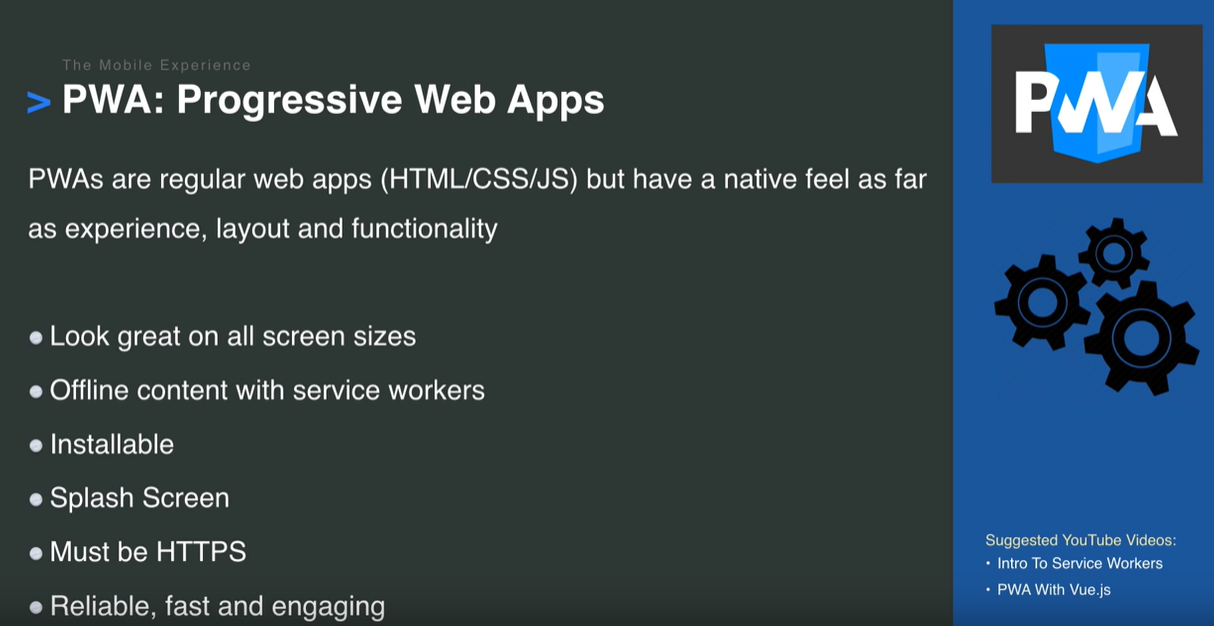 The Mobile Experience
> PWA: Progressive Web Apps
PWAs are regular web apps (HTML/CSS/JS) but have a native feel as far
as experience, layout and functionality
• Look great on all screen sizes
• Offline content with service workers
• Installable
• Splash Screen
• Must be HTTPS
• Reliable, fast and engaging
PWA
Suggested YouTube Videos:
• Intro To Service Workers
• PWA With Vue.js